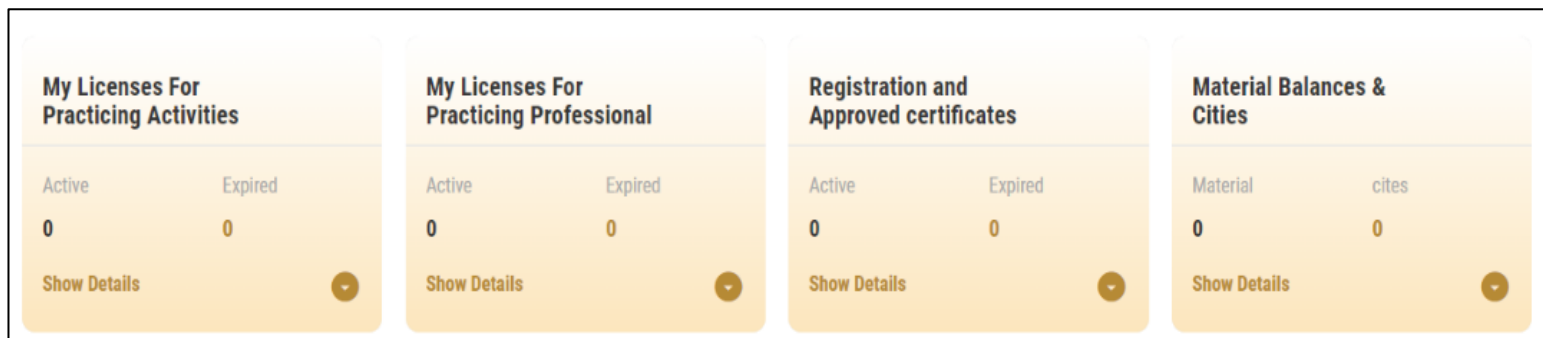 My Licenses For
Practicing Activities
Active Expired
0 0
Show Details
My Licenses For
Practicing Professional
Active Expired
0 0
Show Details
Registration and
Approved certificates
Active Expired
0 0
Show Details
Material Balances &
Cities
Material cites
0 0
Show Details